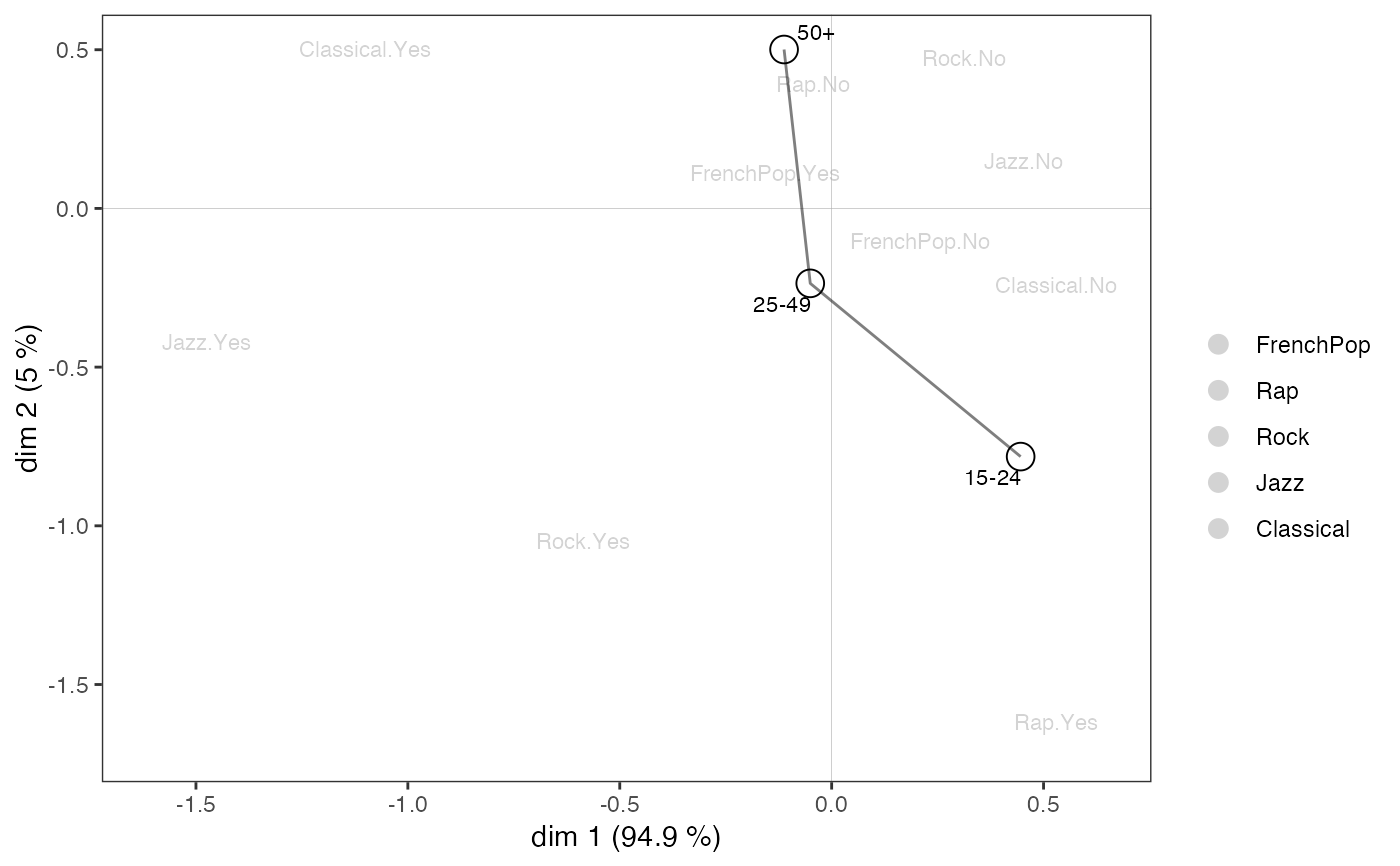 50+
0.5
Classical.Yes
Rock.No
Rap.No
Jazz.No
FrenchPop.Yes
0.0
FrenchPop.No
Classical.No
25-49
Jazz.Yes
-0.5
15-24
-1.0
Rock.Yes
-1.5
Rap.Yes
-1.5
-1.0
-0.5
0.0
0.5
dim 1 (94.9 %)
dim 2 (5 %)
FrenchPop
Rap
Rock
Jazz
Classical